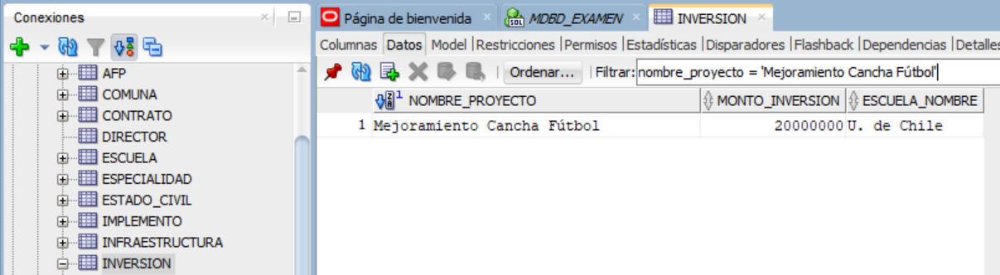 Conexiones
AFP
COMUNA
CONTRATO
DIRECTOR
ESCUELA
ESPECIALIDAD
ESTADO_CIVIL
IMPLEMENTO
INFRAESTRUCTURA
INVERSION
Página de bienvenida MDBD_EXAMEN INVERSION
Columnas Datos Model |Restricciones |Permisos |Estadísticas |Disparadores |Flashback |Dependencias |Detalles
Ordenar... | Filtrar: nombre_proyecto = 'Mejoramiento Cancha Fútbol'
1 NOMBRE_PROYECTO MONTO_INVERSION ESCUELA_NOMBRE
1 Mejoramiento Cancha Fútbol 20000000 U. de Chile